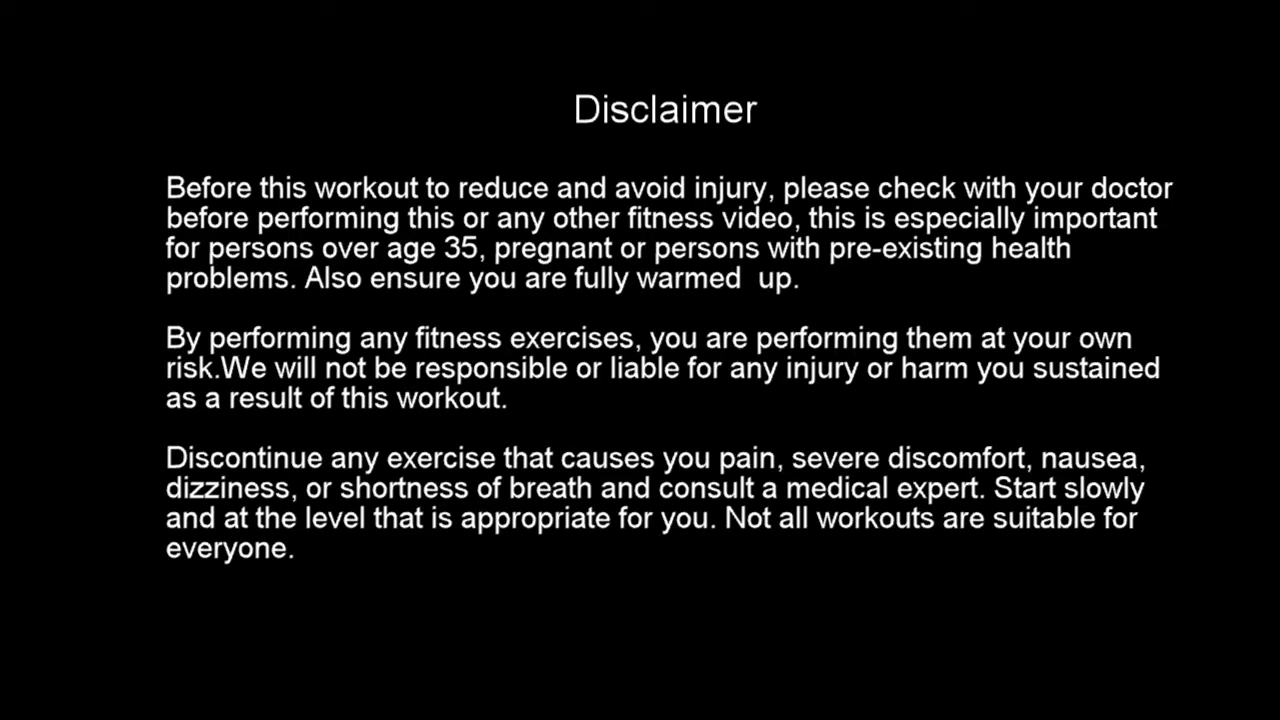 Disclaimer
Before this workout to reduce and avoid injury, please check with your doctor
before performing this or any other fitness video, this is especially important
for persons over age 35, pregnant or persons with pre-existing health
problems. Also ensure you are fully warmed  up.
By performing any fitness exercises, you are performing them at your own
risk.We will not be responsible or liable for any injury or harm you sustained
as a result of this workout.
Discontinue any exercise that causes you pain, severe discomfort, nausea,
dizziness, or shortness of breath and consult a medical expert. Start slowly
and at the level that is appropriate for you. Not all workouts are suitable for
everyone.